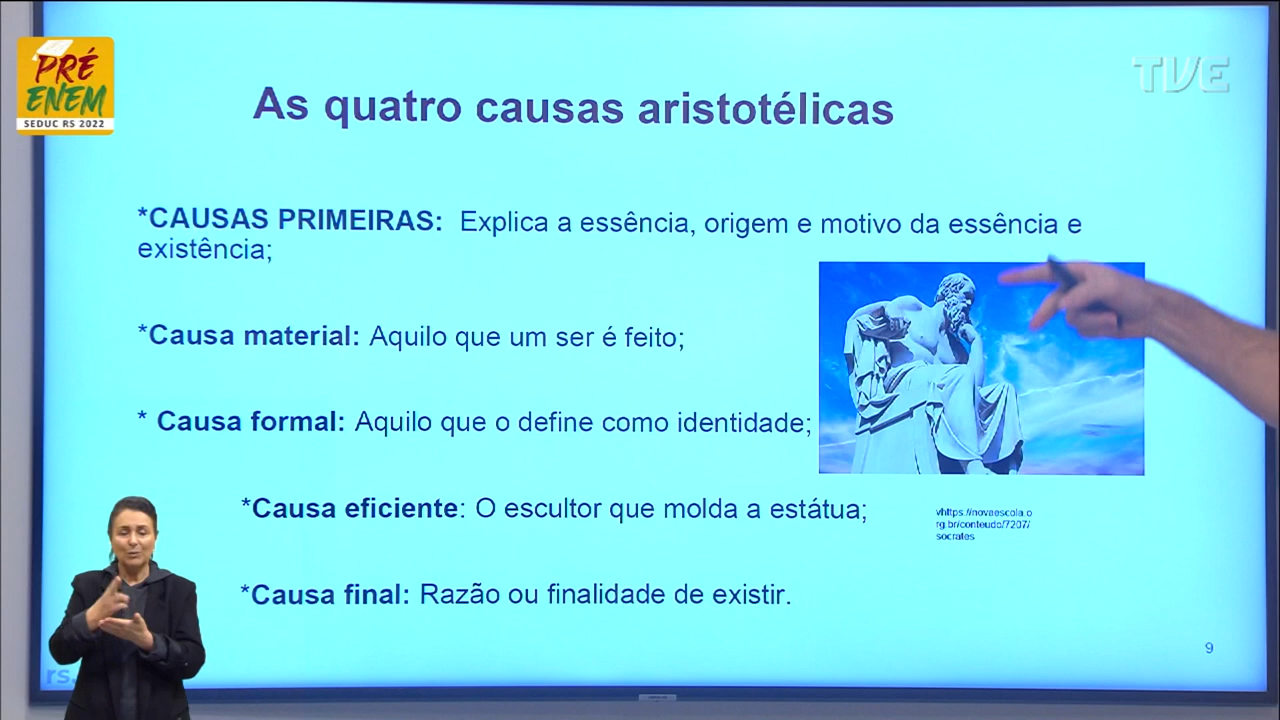 PRÉ
ENEM
SEDUC RS 2022
TVE
As quatro causas aristotélicas
*CAUSAS PRIMEIRAS: Explica a essência, origem e motivo da essência e
existência;
*Causa material: Aquilo que um ser é feito;
* Causa formal: Aquilo que o define como identidade;
*Causa eficiente: O escultor que molda a estátua;
vhttps://novaescola.o
rg.br/conteudo/7207/
socrates
*Causa final: Razão ou finalidade de existir.
9
rs.